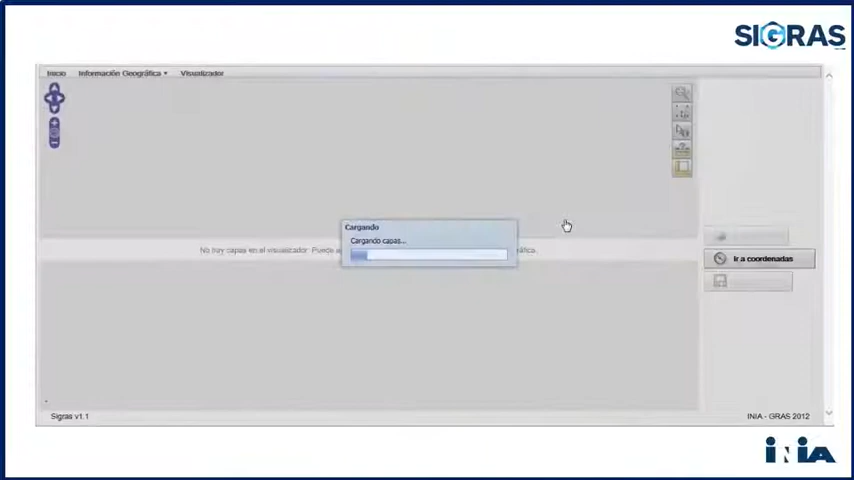 SIGRAS
Inicio Información Geográfica Visualizador
Cargando
Cargando capas...
No hay capas en el visualizador: Puede
Ir a coordenadas
Sigras v1.1
INIA - GRAS 2012
INIA